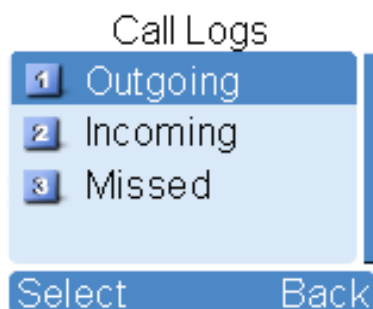 Call Logs
1 Outgoing
2 Incoming
3 Missed
Select Back